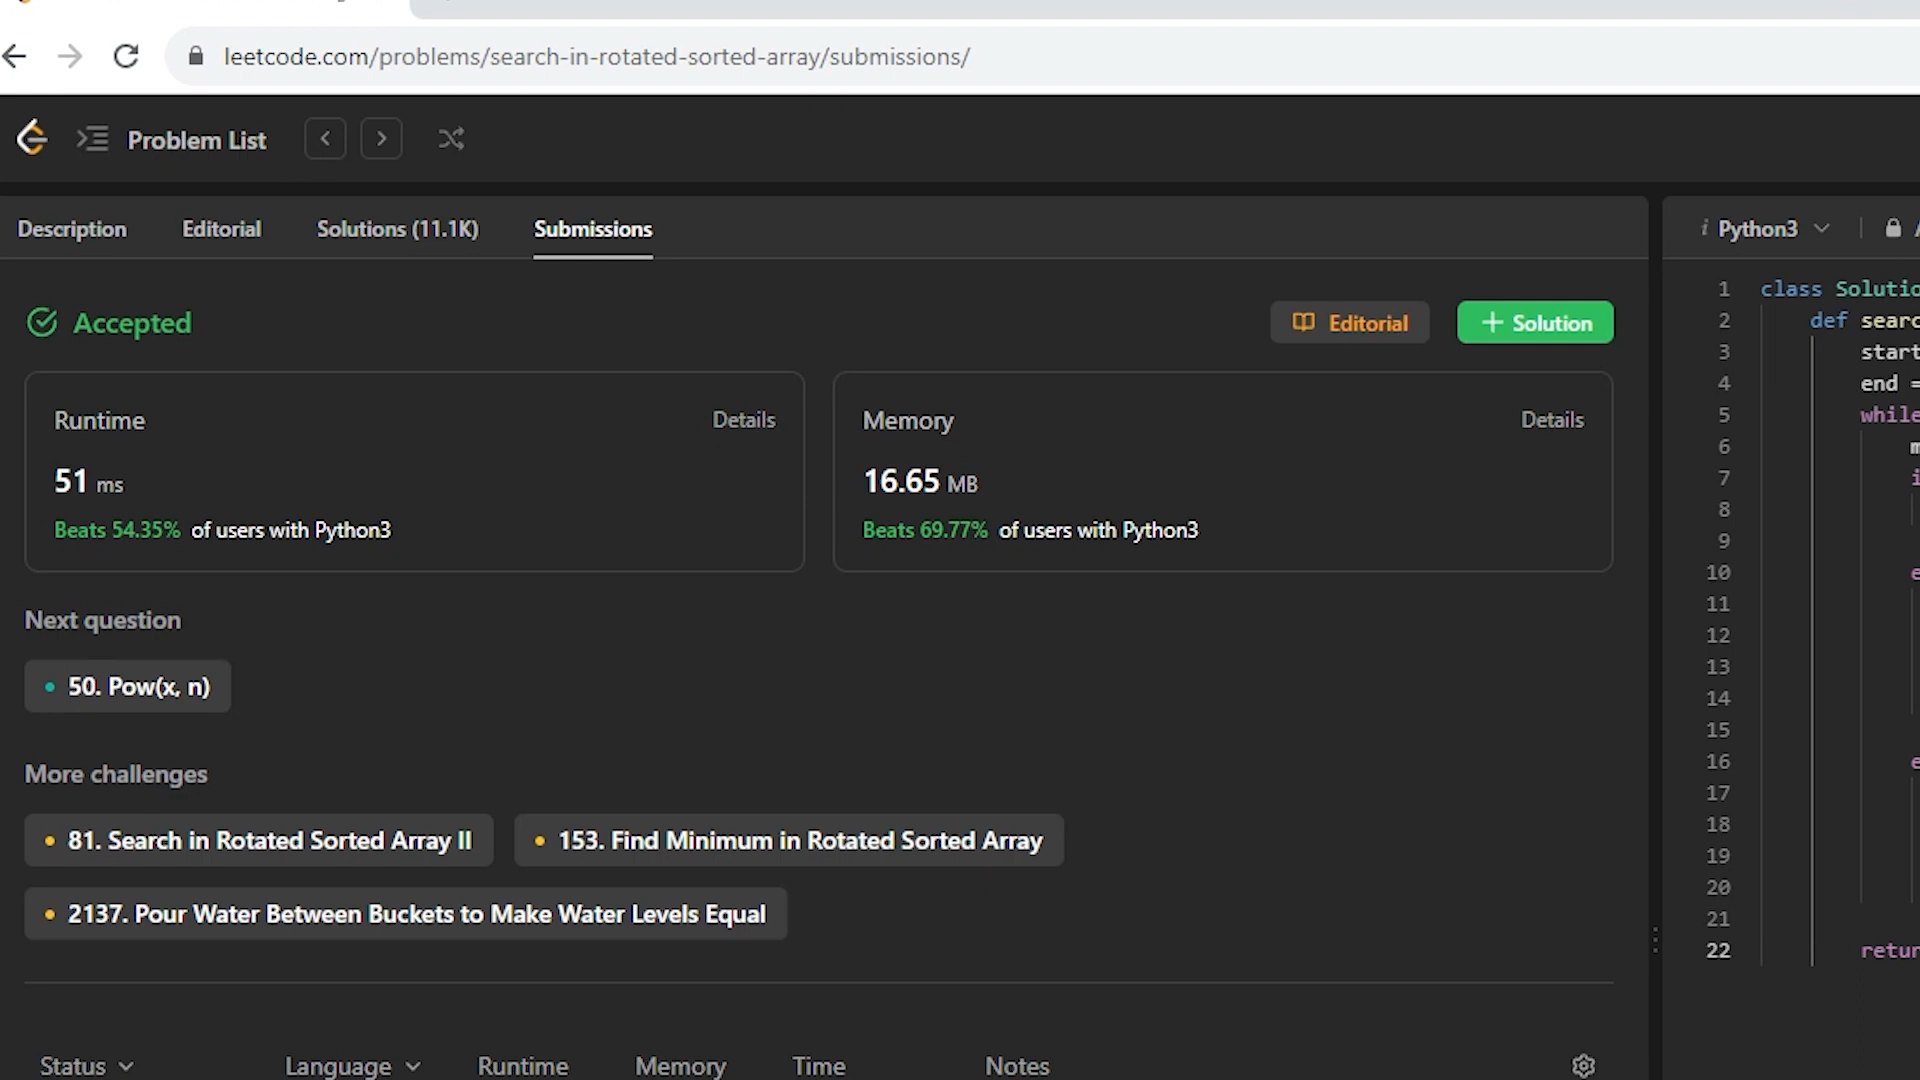 leetcode.com/problems/search-in-rotated-sorted-array/submissions/
Problem List
Description Editorial Solutions (11.1K) Submissions
Accepted
Editorial + Solution
Runtime Details
51 ms
Beats 54.35% of users with Python3
Memory Details
16.65 MB
Beats 69.77% of users with Python3
Next question
50. Pow(x, n)
More challenges
81. Search in Rotated Sorted Array II 153. Find Minimum in Rotated Sorted Array
2137. Pour Water Between Buckets to Make Water Levels Equal
Status Language Runtime Memory Time Notes
i Python3
1 class Solutio
2 def searc
3 start
4 end =
5 while
6 m
7 i
8
9
10 e
11
12
13
14
15
16 e
17
18
19
20
21
22 retur